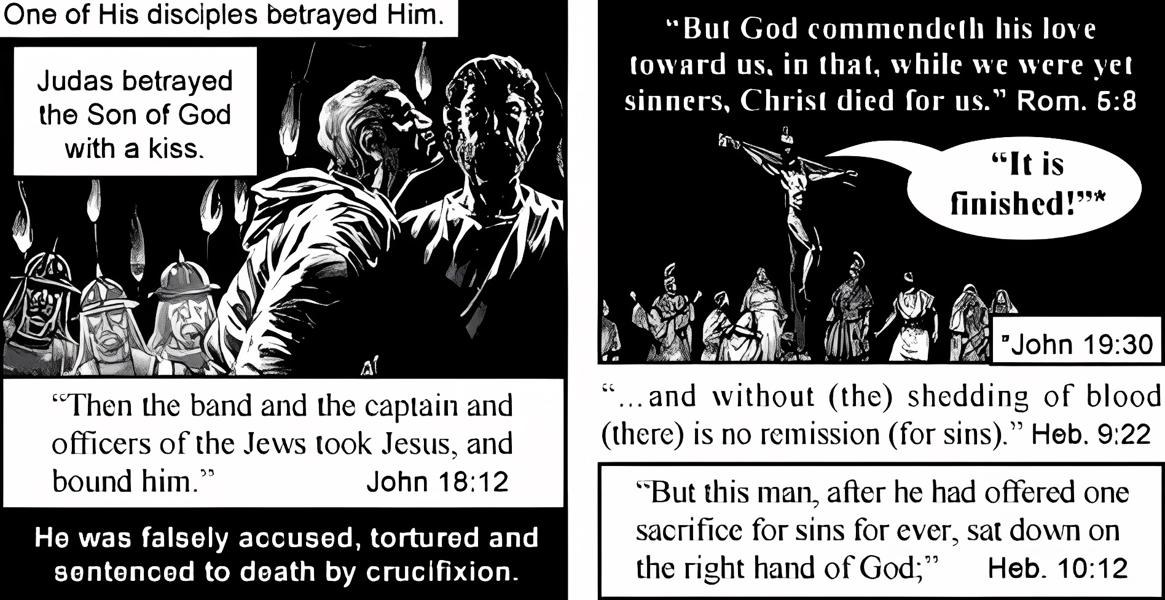 One of His disciples betrayed Him.
Judas betrayed
the Son of God
with a kiss.
“Then the band and the captain and
officers of the Jews took Jesus, and
bound him.” John 18:12
He was falsely accused, tortured and
sentenced to death by crucifixion.
“But God commendeth his love
toward us, in that, while we were yet
sinners, Christ died for us.” Rom. 5:8
“It is
finished!”*
*John 19:30
“...and without (the) shedding of blood
(there) is no remission (for sins).” Heb. 9:22
“But this man, after he had offered one
sacrifice for sins for ever, sat down on
the right hand of God;” Heb. 10:12